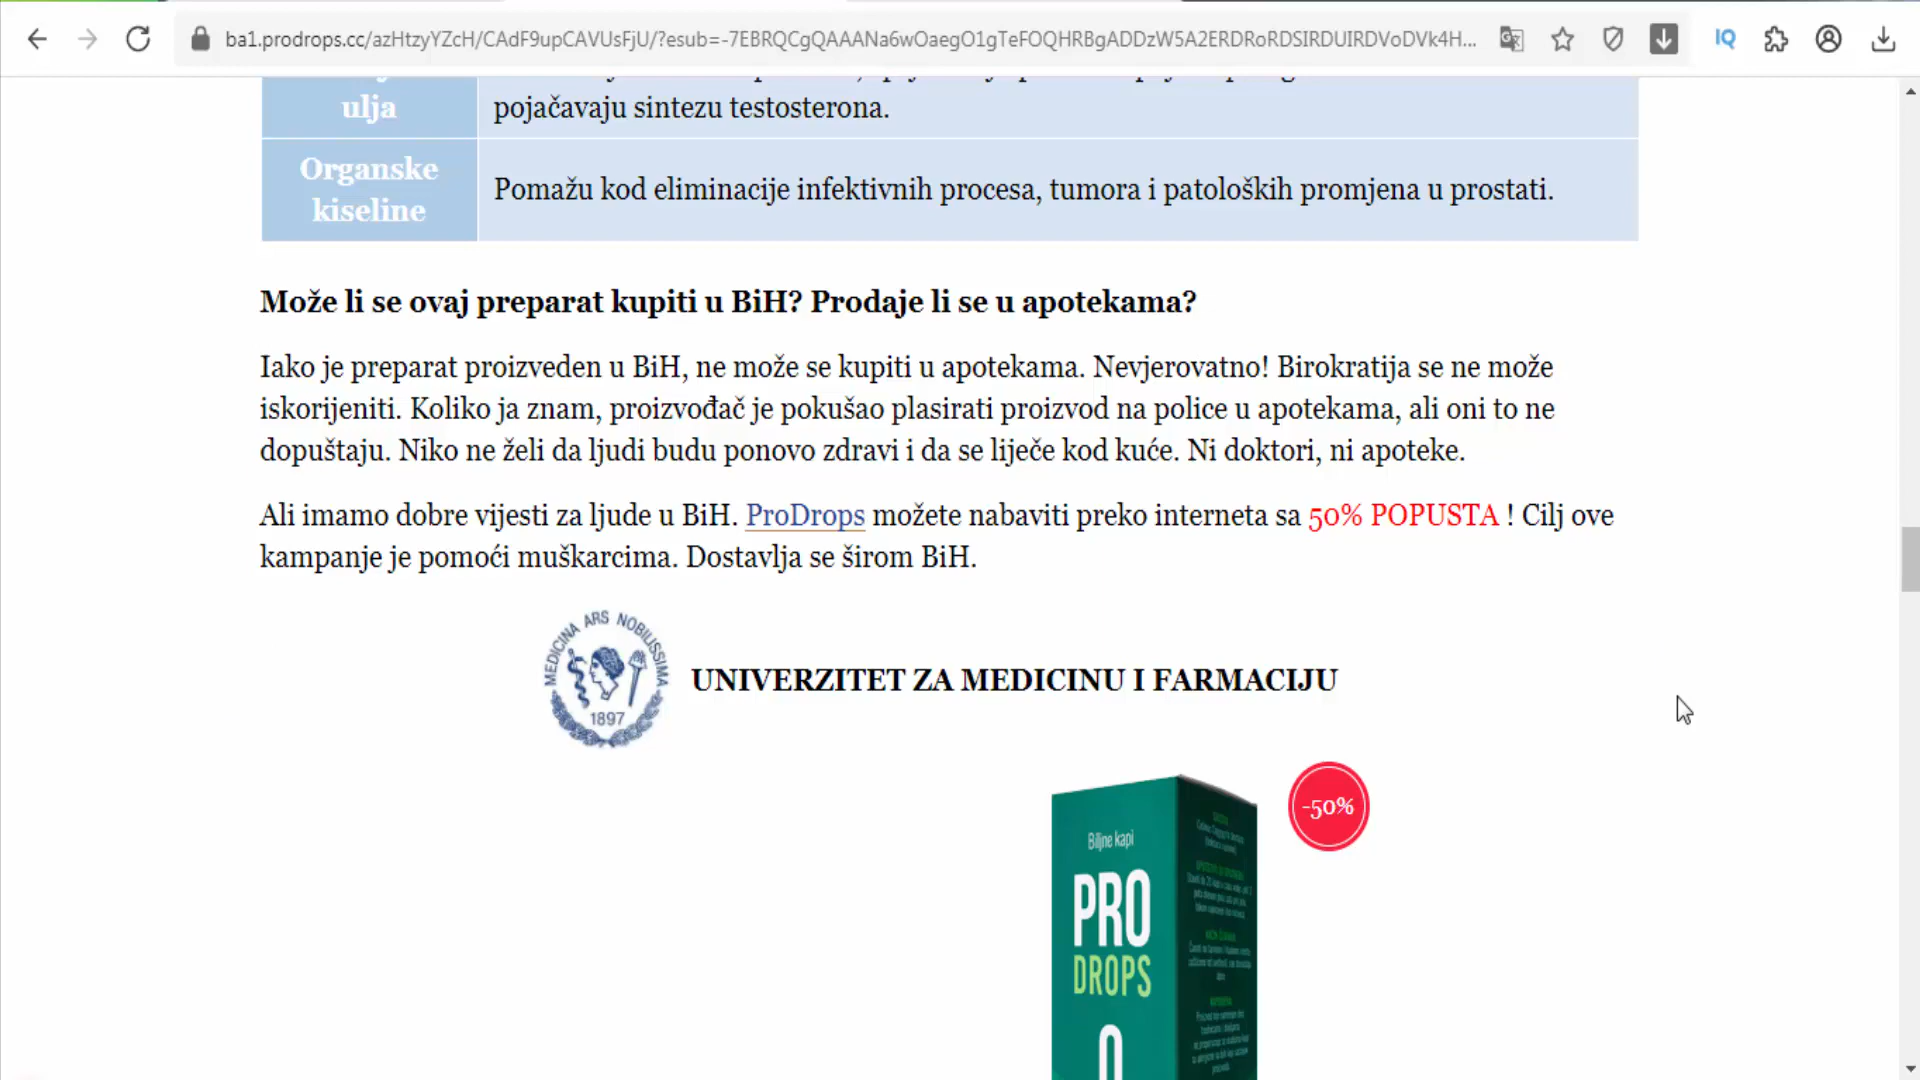 ba1.prodrops.cc/azHtzyYZcH/CAdF9upCAVUsFjU/?esub=-7EBRQCgQAAANa6wOaegO1gTeFOQHRBgADDzW5A2ERDRoRDSIRDUIRDVoDVk4H...
IQ
ulja
pojačavaju sintezu testosterona.
Organske
kiseline
Pomažu kod eliminacije infektivnih procesa, tumora i patoloških promjena u prostati.
Može li se ovaj preparat kupiti u BiH? Prodaje li se u apotekama?
Iako je preparat proizveden u BiH, ne može se kupiti u apotekama. Nevjerovatno! Birokratija se ne može
iskorijeniti. Koliko ja znam, proizvođač je pokušao plasirati proizvod na police u apotekama, ali oni to ne
dopuštaju. Niko ne želi da ljudi budu ponovo zdravi i da se liječe kod kuće. Ni doktori, ni apoteke.
Ali imamo dobre vijesti za ljude u BiH. ProDrops možete nabaviti preko interneta sa 50% POPUSTA ! Cilj ove
kampanje je pomoći muškarcima. Dostavlja se širom BiH.
MEDICINA ARS NOBILISSIMA
1897
UNIVERZITET ZA MEDICINU I FARMACIJU
-50%
Biljne kapi
PRO
DROPS